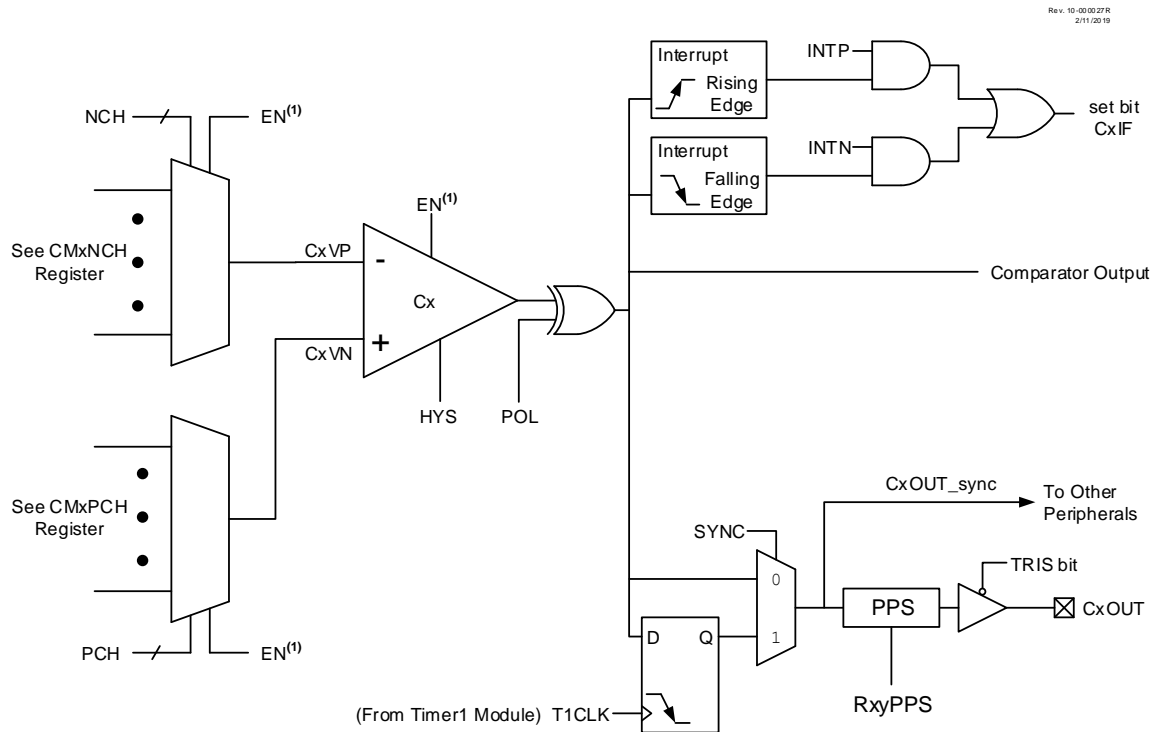 Rev. 10-000027R
2/11/2019
NCH
EN(1)
See CMxNCH
Register
CxVP
EN(1)
-
Cx
+
CxVN
HYS
POL
See CMxPCH
Register
PCH
EN(1)
Interrupt
Rising
Edge
INTP
Interrupt
Falling
Edge
INTN
set bit
CxIF
Comparator Output
CxOUT_sync
To Other
Peripherals
SYNC
0
1
TRIS bit
PPS
CxOUT
RxyPPS
D
Q
(From Timer1 Module) T1CLK